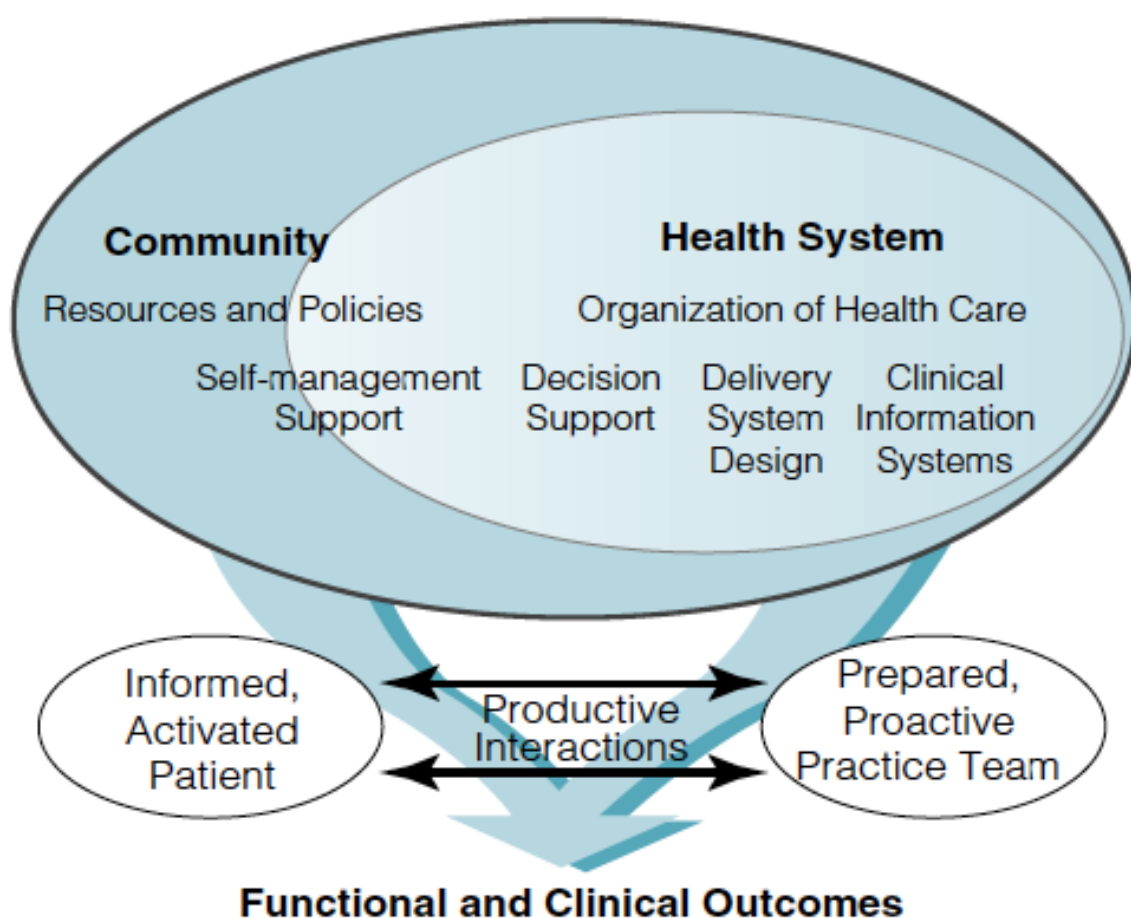 Community
Health System
Resources and Policies
Organization of Health Care
Self-management
Support
Decision
Support
Delivery
System
Design
Clinical
Information
Systems
Informed,
Activated
Patient
Productive
Interactions
Prepared,
Proactive
Practice Team
Functional and Clinical Outcomes